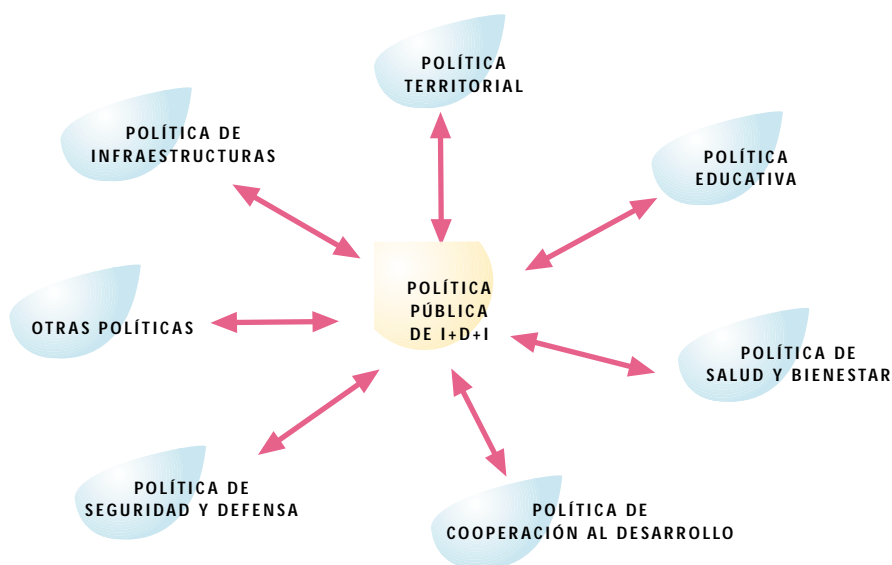 POLÍTICA
TERRITORIAL
POLÍTICA DE
INFRAESTRUCTURAS
POLÍTICA
EDUCATIVA
POLÍTICA
PÚBLICA
DE I+D+I
OTRAS POLÍTICAS
POLÍTICA DE
SALUD Y BIENESTAR
POLÍTICA DE
SEGURIDAD Y DEFENSA
POLÍTICA DE
COOPERACIÓN AL DESARROLLO